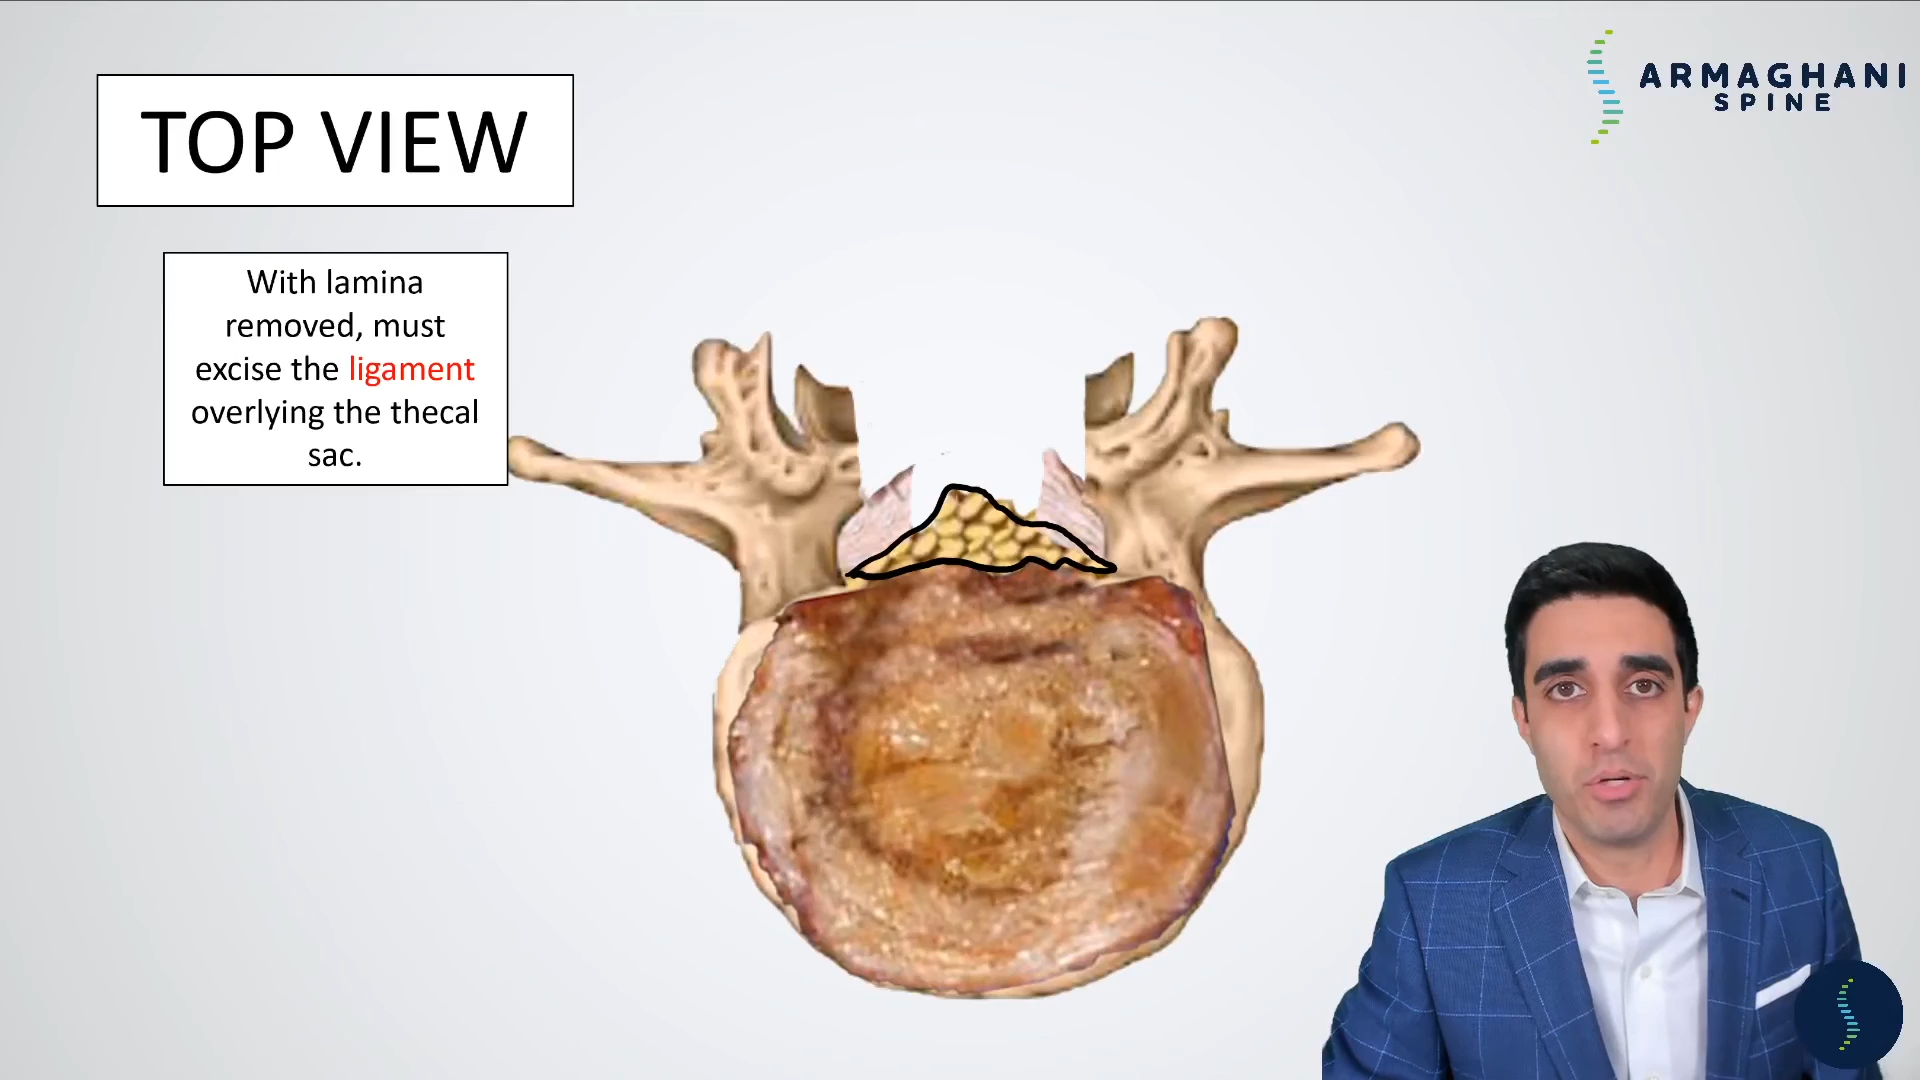 TOP VIEW
With lamina
removed, must
excise the ligament
overlying the thecal
sac.
ARMAGHANI
SPINE